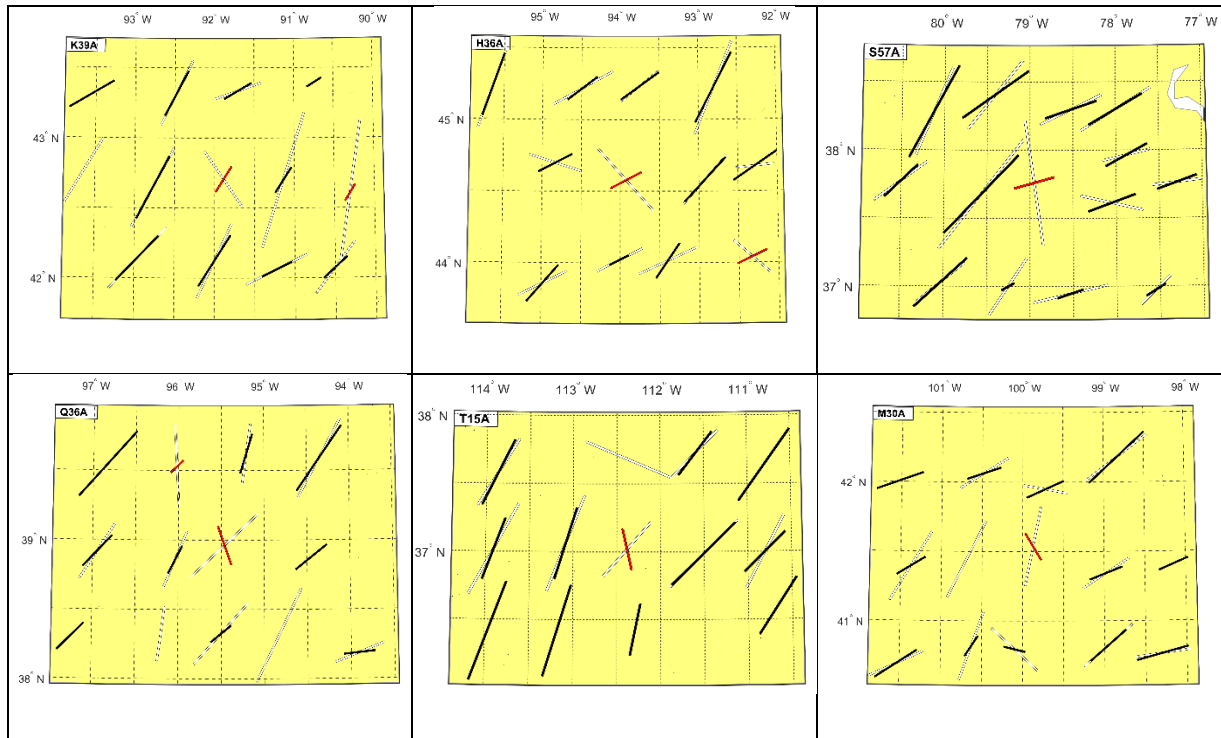 93° W 92° W 91° W 90° W
K39A
43° N
42° N
95° W 94° W 93° W 92° W
H36A
45° N
44° N
80° W 79° W 78° W 77° W
S57A
38° N
37° N
97° W 96° W 95° W 94° W
Q36A
39° N
38° N
114° W 113° W 112° W 111° W
T15A
38° N
37° N
101° W 100° W 99° W 98° W
M30A
42° N
41° N